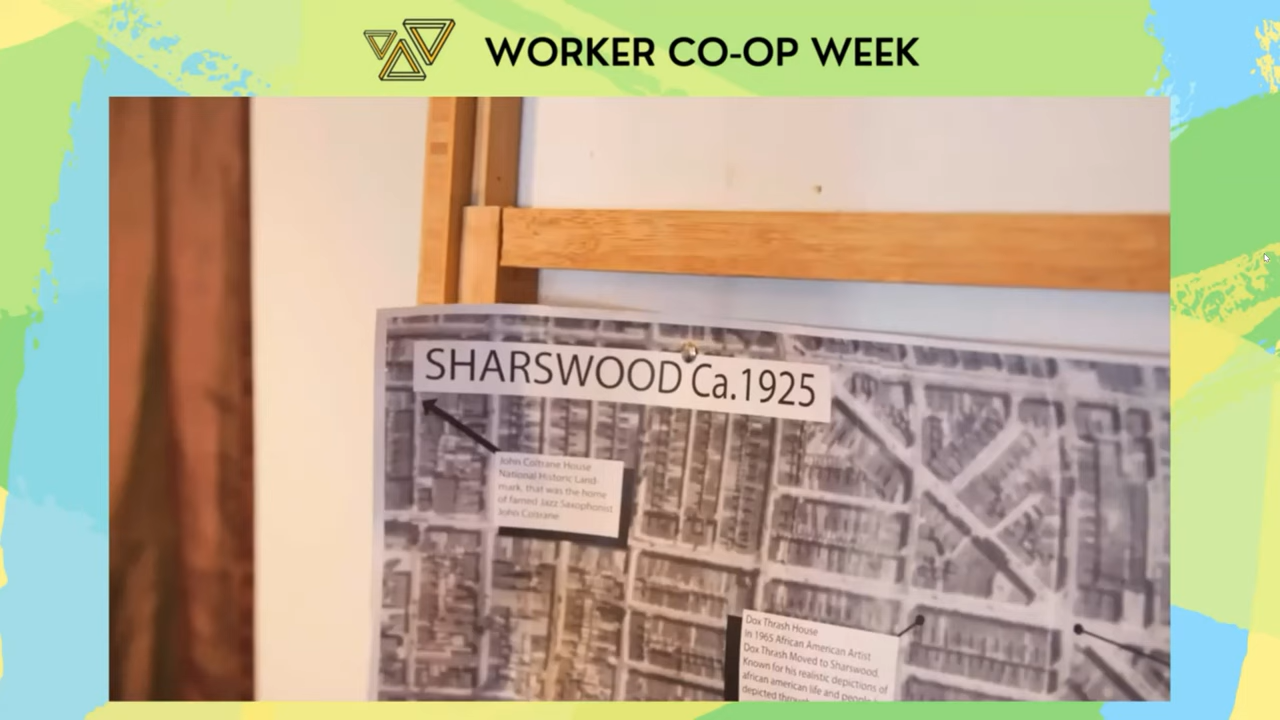 WORKER CO-OP WEEK
SHARSWOOD Ca.1925
John Coltrane House
National Historic Land-
mark, that was the home
of famed Jazz Saxophonist
John Coltrane
Dox Thrash House
In 1965 African American Artist
Dox Thrash Moved to Sharswood.
Known for his realistic depictions of
african american life and people
depicted